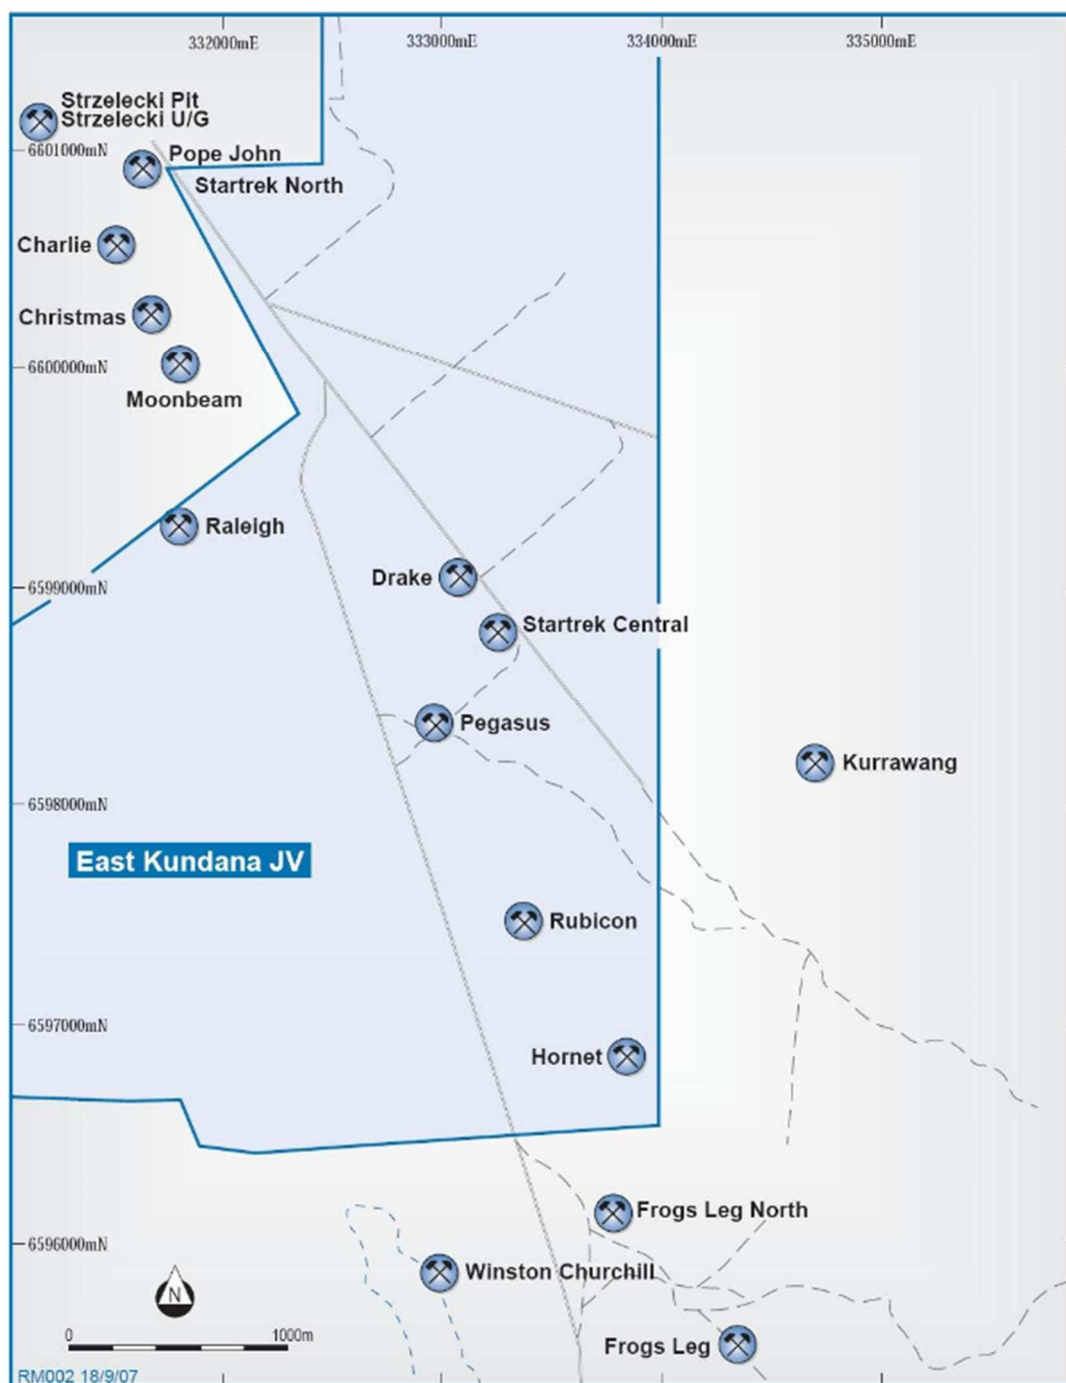 332000mE
333000mE
334000mE
335000mE
Strzelecki Pit
Strzelecki U/G
6601000mN
Pope John
Startrek North
Charlie
Christmas
6600000mN
Moonbeam
Raleigh
Drake
6599000mN
Startrek Central
Pegasus
Kurrawang
6598000mN
East Kundana JV
Rubicon
6597000mN
Hornet
Frogs Leg North
6596000mN
Winston Churchill
N
0
1000m
Frogs Leg
RM002 18/9/07